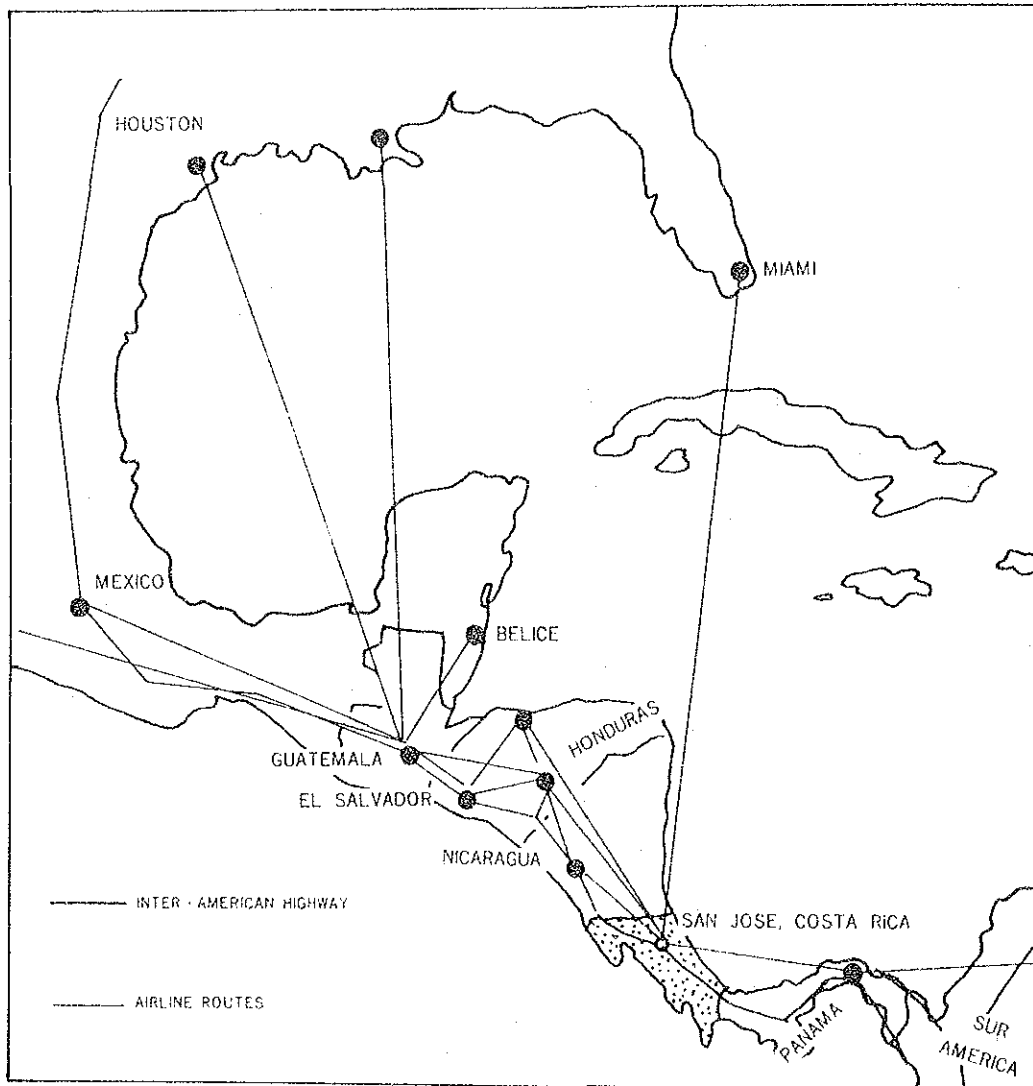 HOUSTON
MIAMI
MEXICO
BELICE
HONDURAS
GUATEMALA
EL SALVADOR
NICARAGUA
SAN JOSE, COSTA RICA
INTER - AMERICAN HIGHWAY
AIRLINE ROUTES
PANAMA
SUR
AMERICA